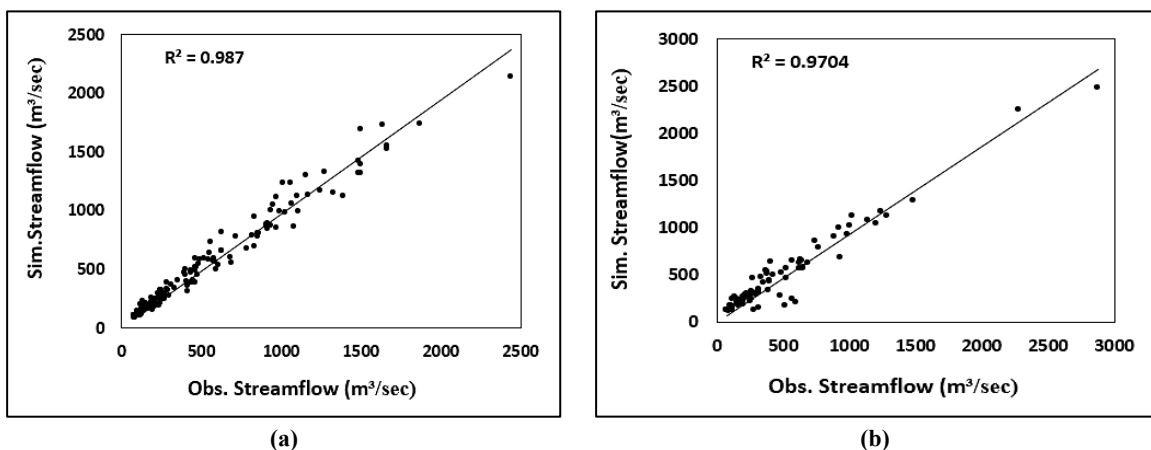 R² = 0.987
Sim.Streamflow (m³/sec)
2500
2000
1500
1000
500
0
0 500 1000 1500 2000 2500
Obs. Streamflow (m³/sec)
(a)
R² = 0.9704
Sim. Streamflow(m³/sec)
3000
2500
2000
1500
1000
500
0
0 500 1000 1500 2000 2500 3000
Obs. Streamflow (m³/sec)
(b)